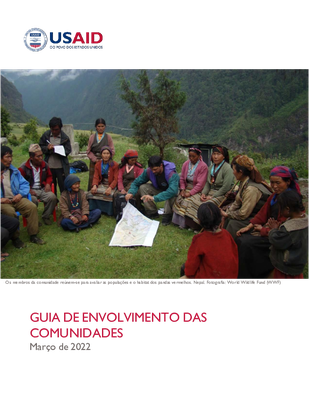 USAID
DO POVO DOS ESTADOS UNIDOS
Os membros da comunidade reúnem-se para avaliar as populações e o habitat dos pandas vermelhos. Nepal. Fotografia: World Wildlife Fund (WWF)
GUIA DE ENVOLVIMENTO DAS
COMUNIDADES
Março de 2022